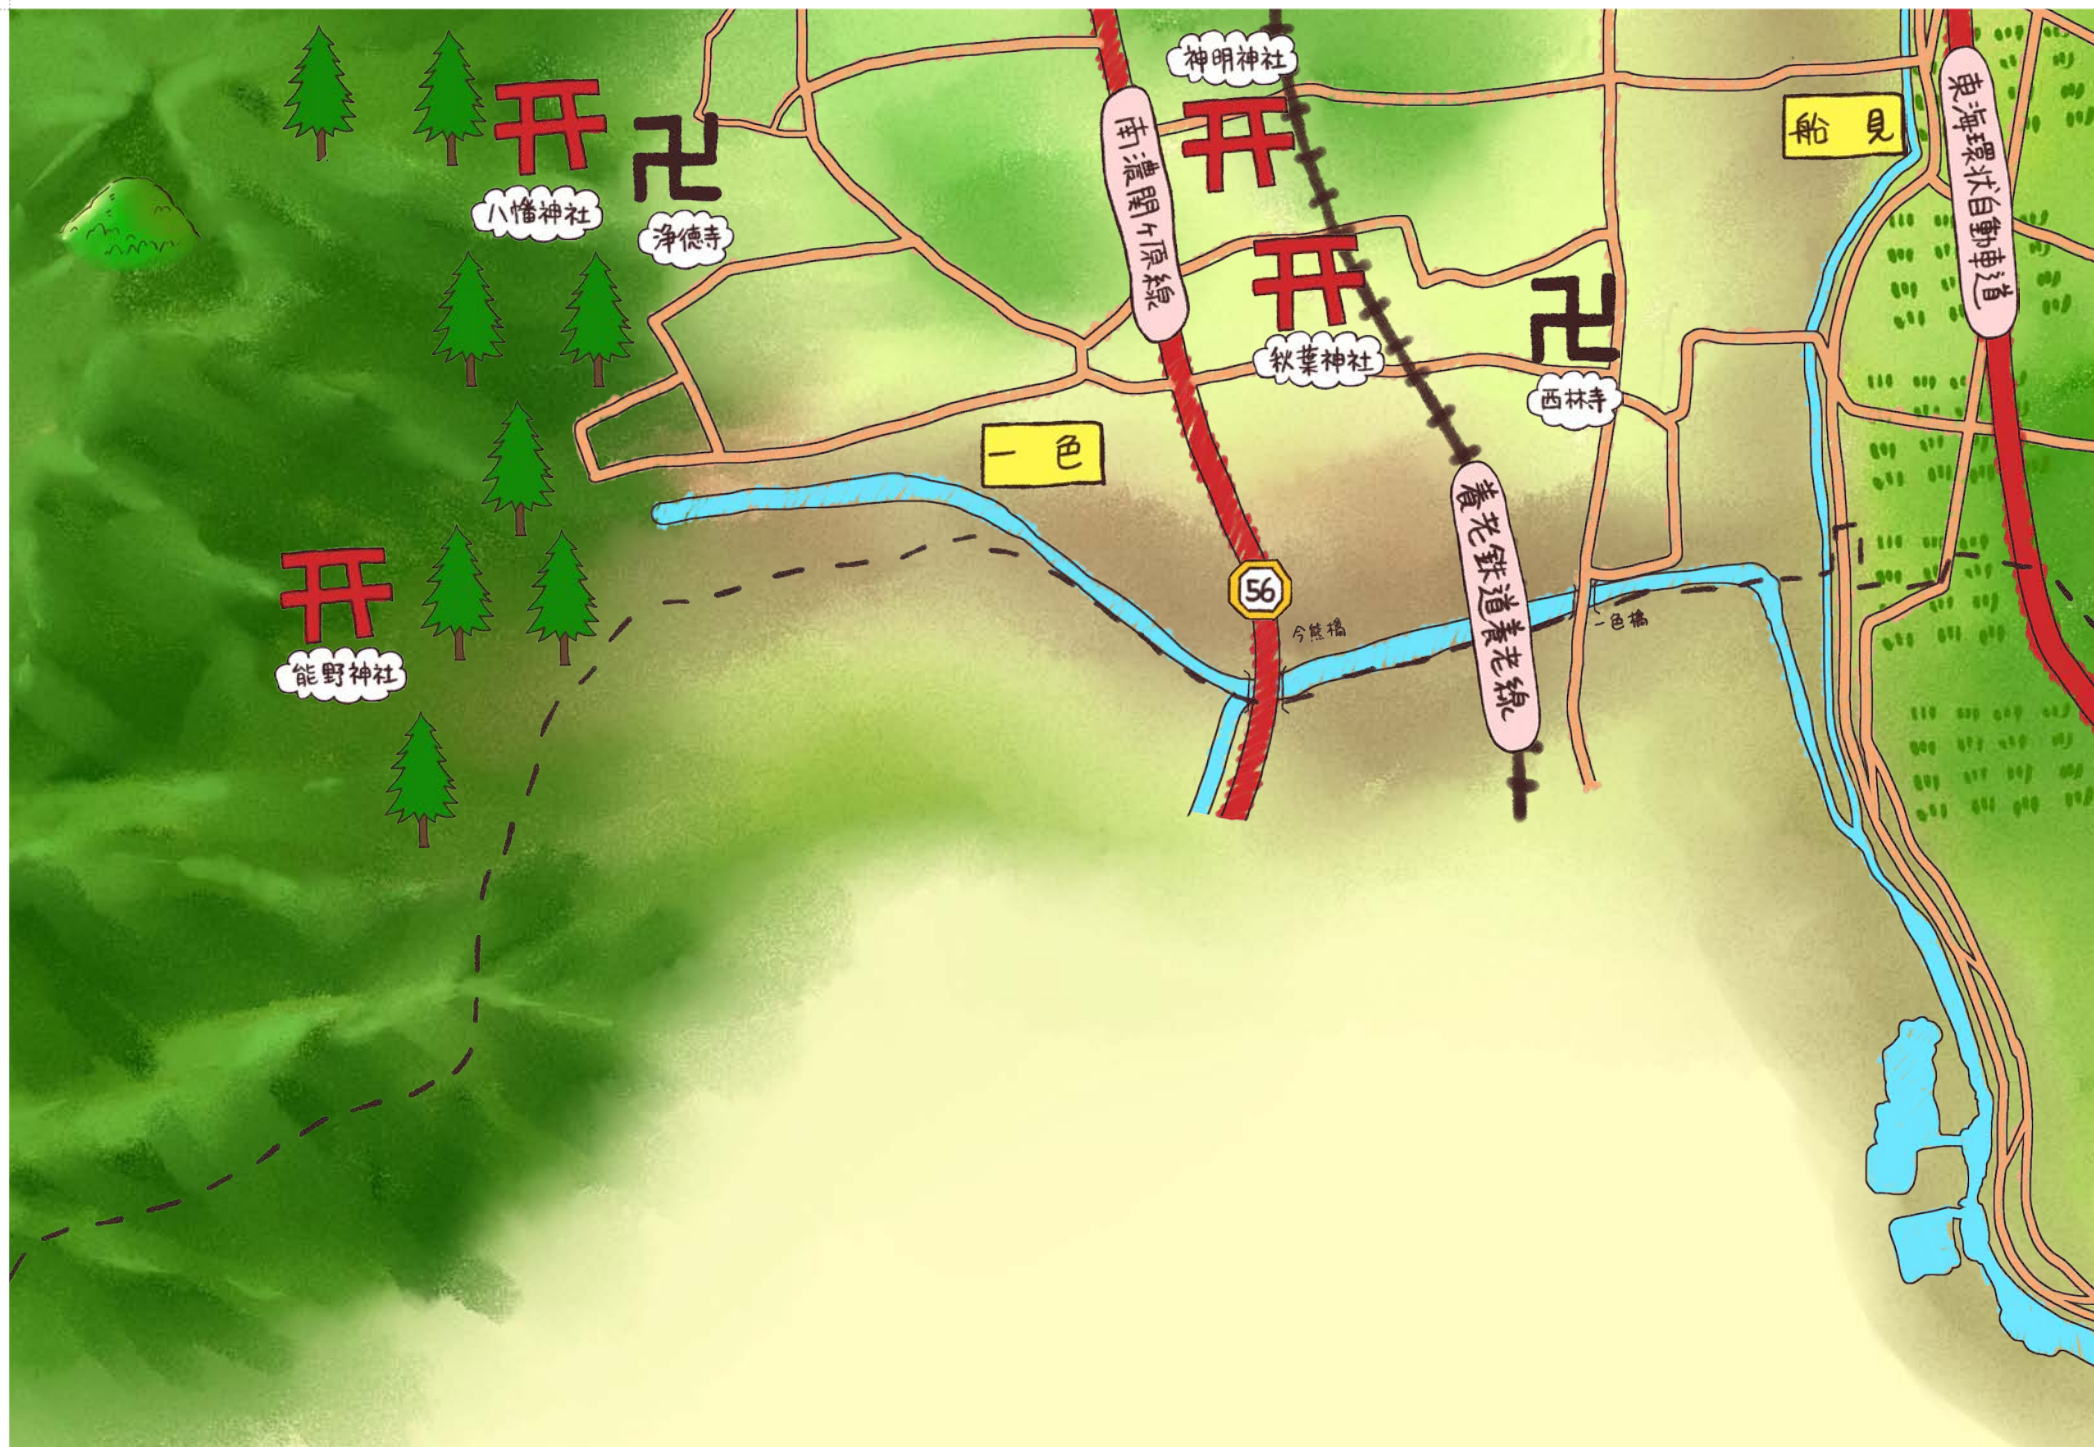 神明神社
東海環状自動車道
船見
南濃関ヶ原線
八幡神社
浄徳寺
秋葉神社
西林寺
一色
養老鉄道養老線
56
今熊橋
一色橋
能野神社